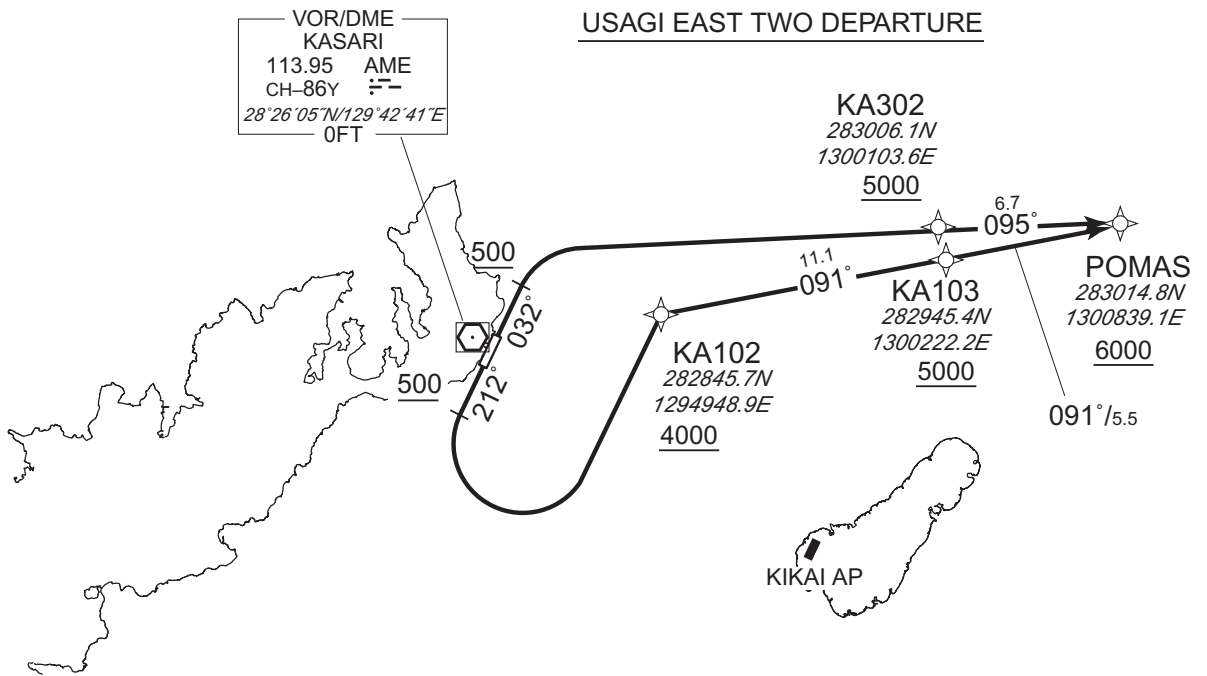 USAGI EAST TWO DEPARTURE
VOR/DME
KASARI
113.95 AME
CH–86Y
28°26´05˝N/129°42´41˝E
0FT
KA302
283006.1N
1300103.6E
5000
6.7
095°
500
032°
11.1
091°
POMAS
283014.8N
1300839.1E
6000
KA103
282945.4N
1300222.2E
5000
KA102
282845.7N
1294948.9E
4000
500
212°
091°/5.5
KIKAI AP